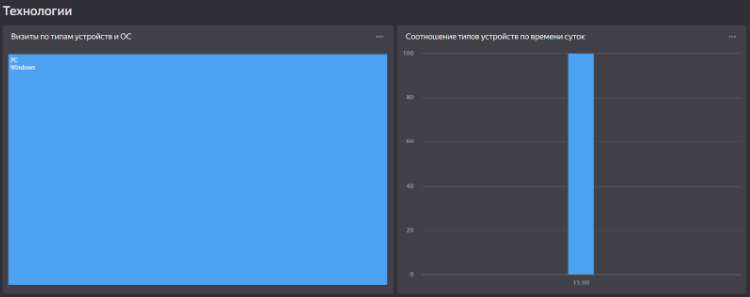 Технологии
Визиты по типам устройств и ОС
PC
Windows
Соотношение типов устройств по времени суток
100
80
60
40
20
0
15:00